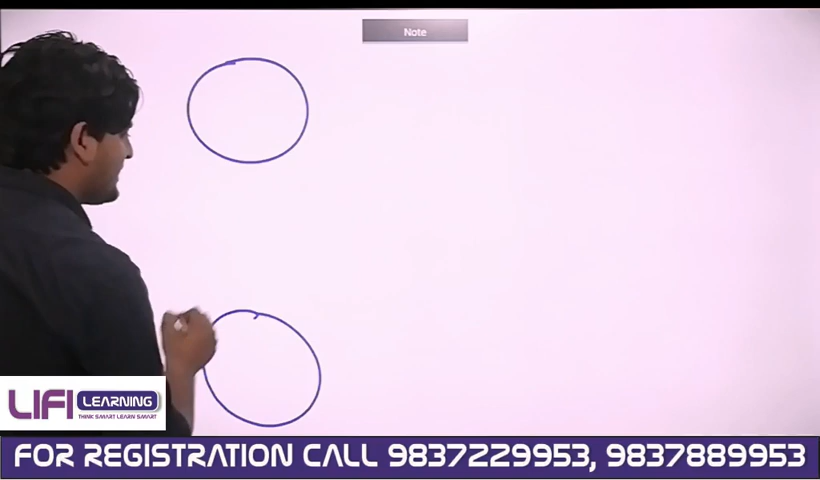 Note
LIFI LEARNING
THINK SMART LEARN SMART
FOR REGISTRATION CALL 9837229953, 9837889953